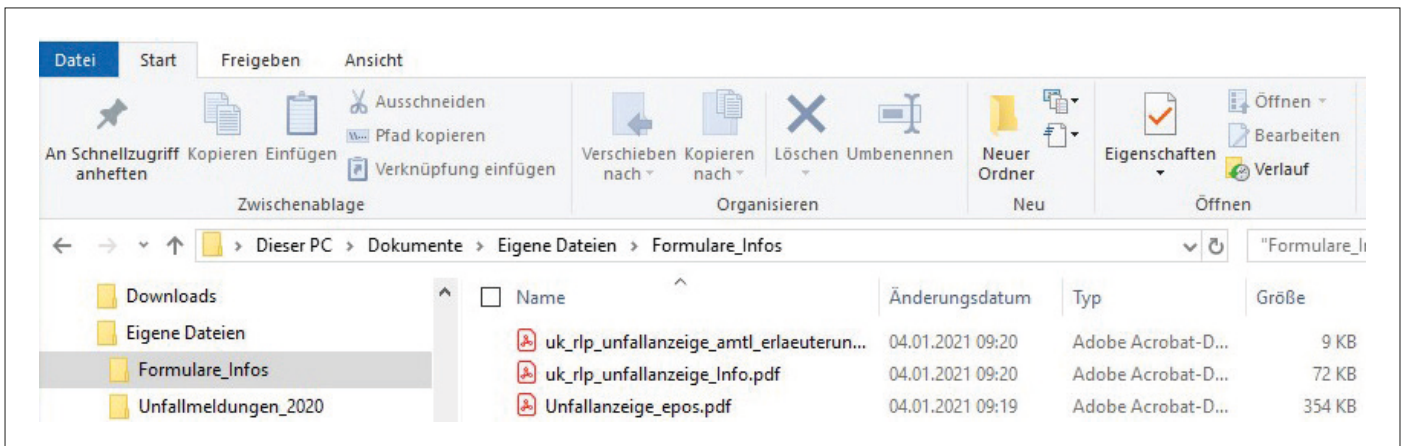 Datei Start Freigeben Ansicht
An Schnellzugriff anheften
Kopieren
Einfügen
Ausschneiden
Pfad kopieren
Verknüpfung einfügen
Zwischenablage
Verschieben nach
Kopieren nach
Löschen
Umbenennen
Organisieren
Neuer Ordner
Neu
Eigenschaften
Öffnen
Bearbeiten
Verlauf
Öffnen
Dieser PC > Dokumente > Eigene Dateien > Formulare_Infos
"Formulare_I
Downloads
Eigene Dateien
Formulare_Infos
Unfallmeldungen_2020
Name Änderungsdatum Typ Größe
uk_rlp_unfallanzeige_amtl_erlaeuterun... 04.01.2021 09:20 Adobe Acrobat-D... 9 KB
uk_rlp_unfallanzeige_Info.pdf 04.01.2021 09:20 Adobe Acrobat-D... 72 KB
Unfallanzeige_epos.pdf 04.01.2021 09:19 Adobe Acrobat-D... 354 KB